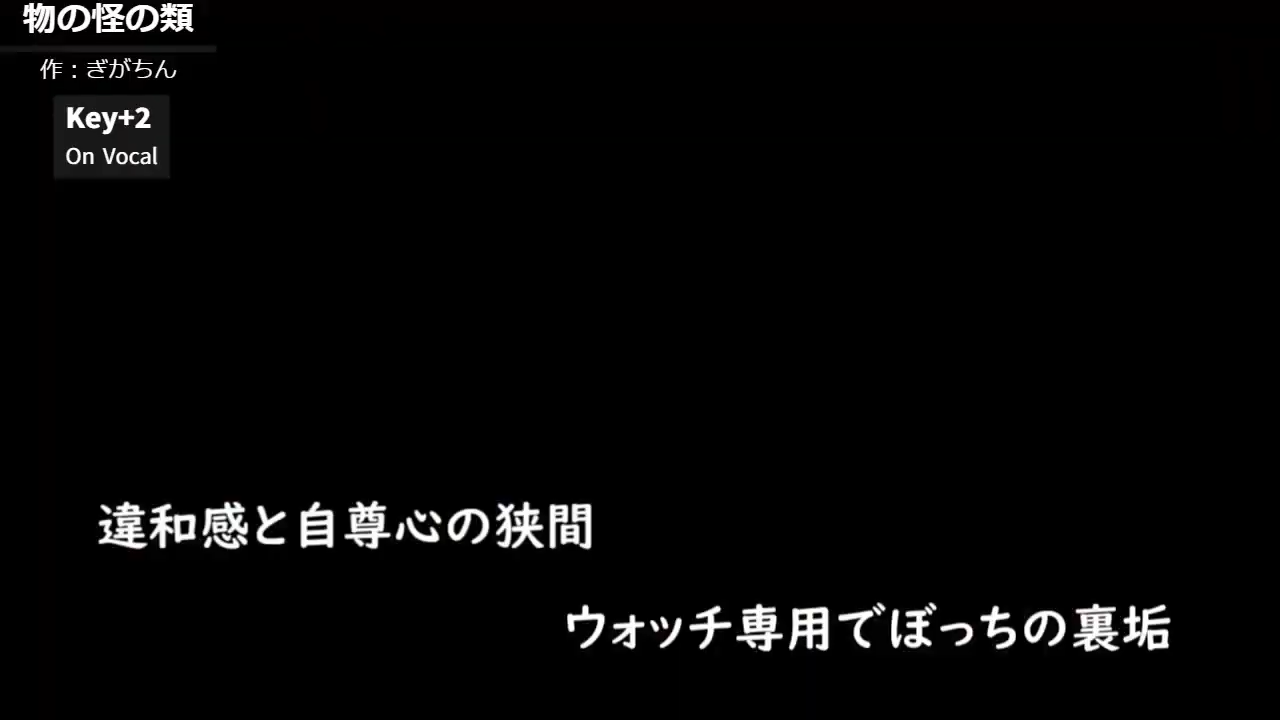 物の怪の類
作：ぎがちん
Key+2
On Vocal
違和感と自尊心の狭間
ウォッチ専用でぼっちの裏垢